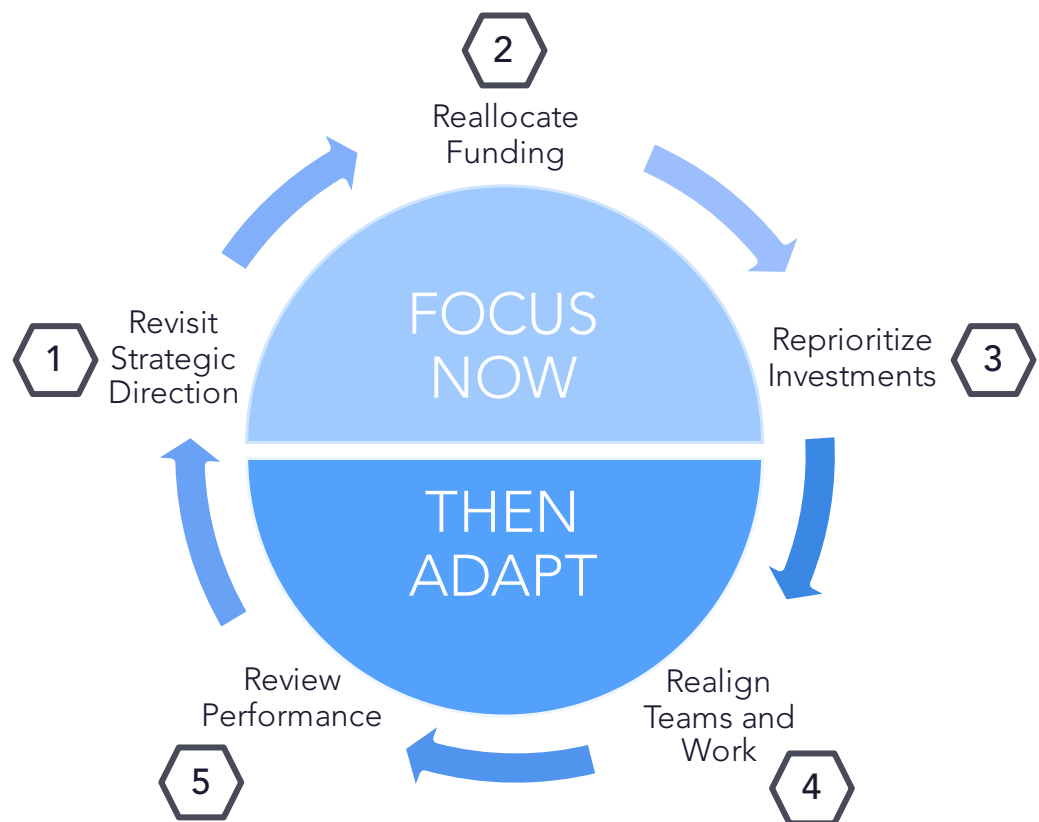 2
Reallocate
Funding
1
Revisit
Strategic
Direction
FOCUS
NOW
Reprioritize
Investments
3
THEN
ADAPT
Realign
Teams and
Work
4
Review
Performance
5